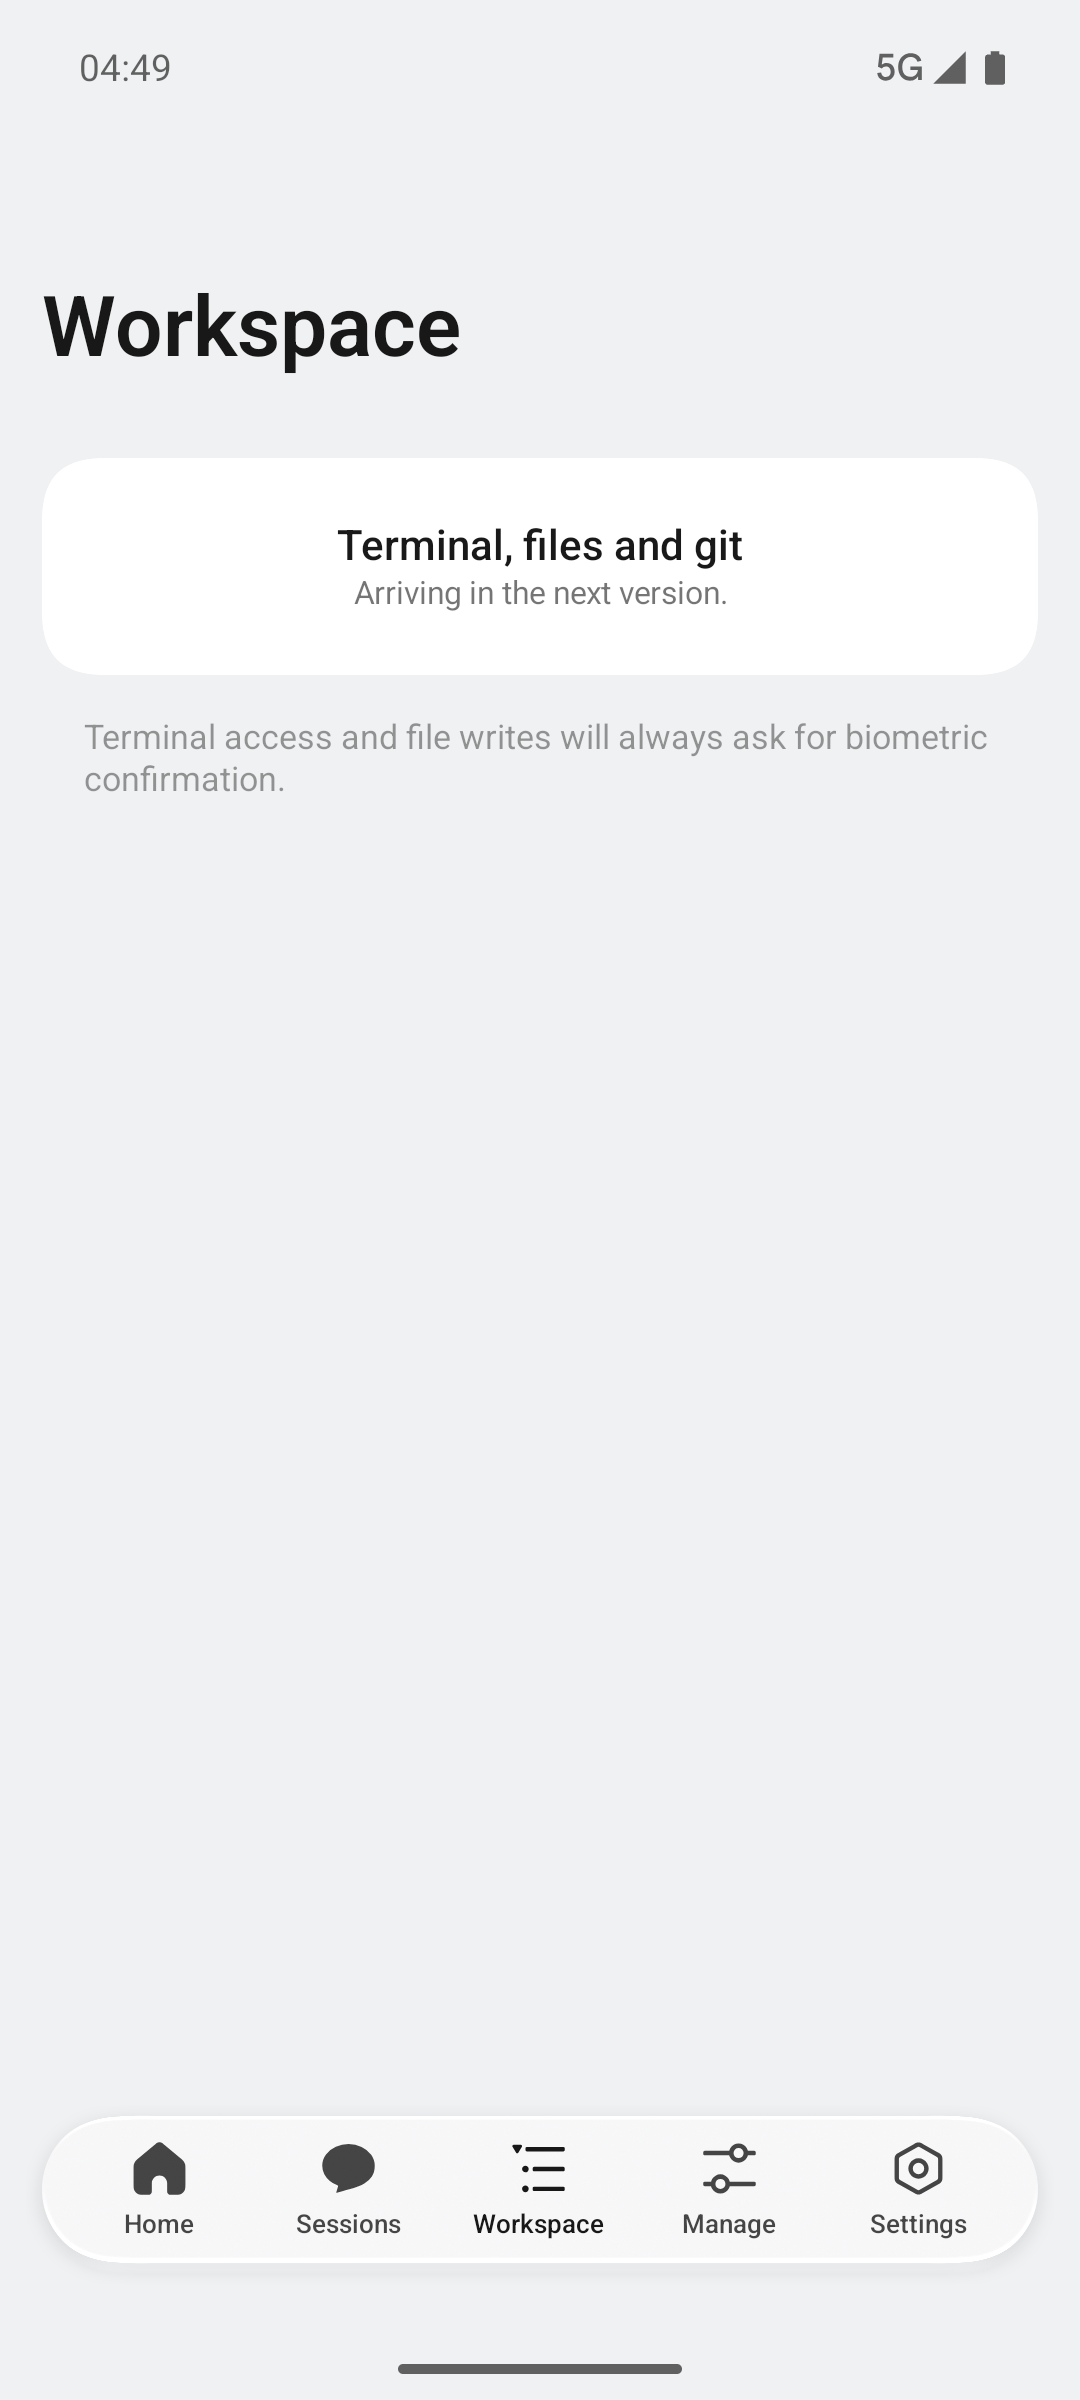 04:49
5G
Workspace
Terminal, files and git
Arriving in the next version.
Terminal access and file writes will always ask for biometric
confirmation.
Home
Sessions
Workspace
Manage
Settings